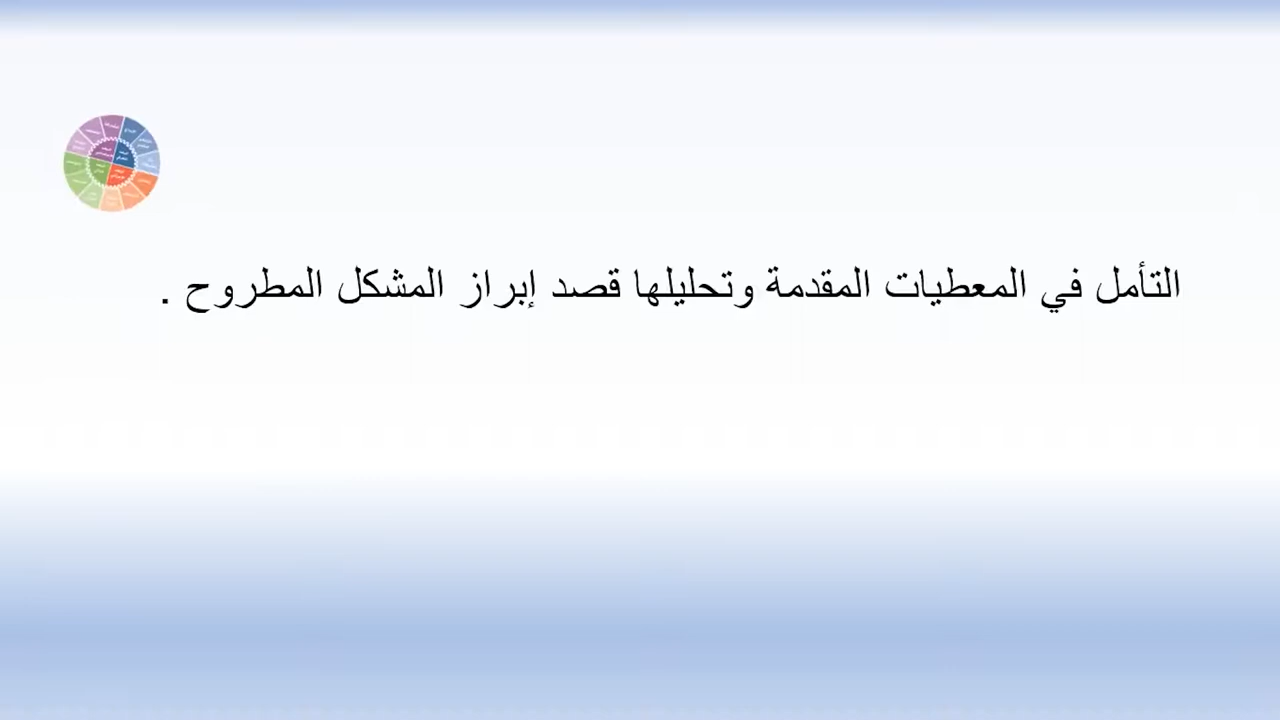 التأمل في المعطيات المقدمة وتحليلها قصد إبراز المشكل المطروح .